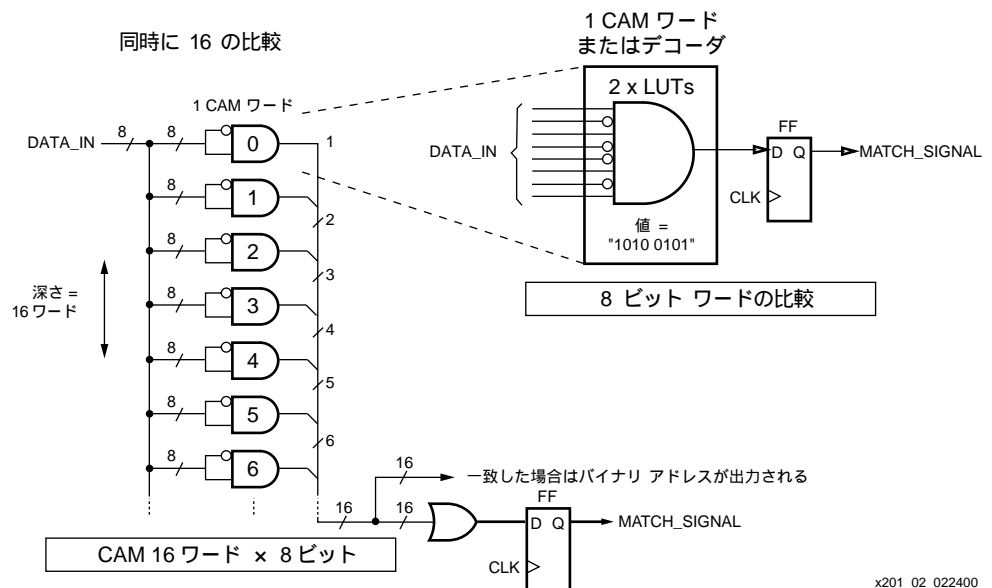 同時に 16 の比較
1 CAM ワード
またはデコーダ
2 x LUTs
DATA_IN
値 =
"1010 0101"
FF
D Q
CLK
MATCH_SIGNAL
8 ビット ワードの比較
1 CAM ワード
DATA_IN
8
8
0
1
8
1
2
8
2
3
深さ =
16 ワード
8
3
4
8
4
5
8
5
6
8
6
16
一致した場合はバイナリ アドレスが出力される
16
16
FF
D Q
CLK
MATCH_SIGNAL
CAM 16 ワード × 8 ビット
x201_02_022400